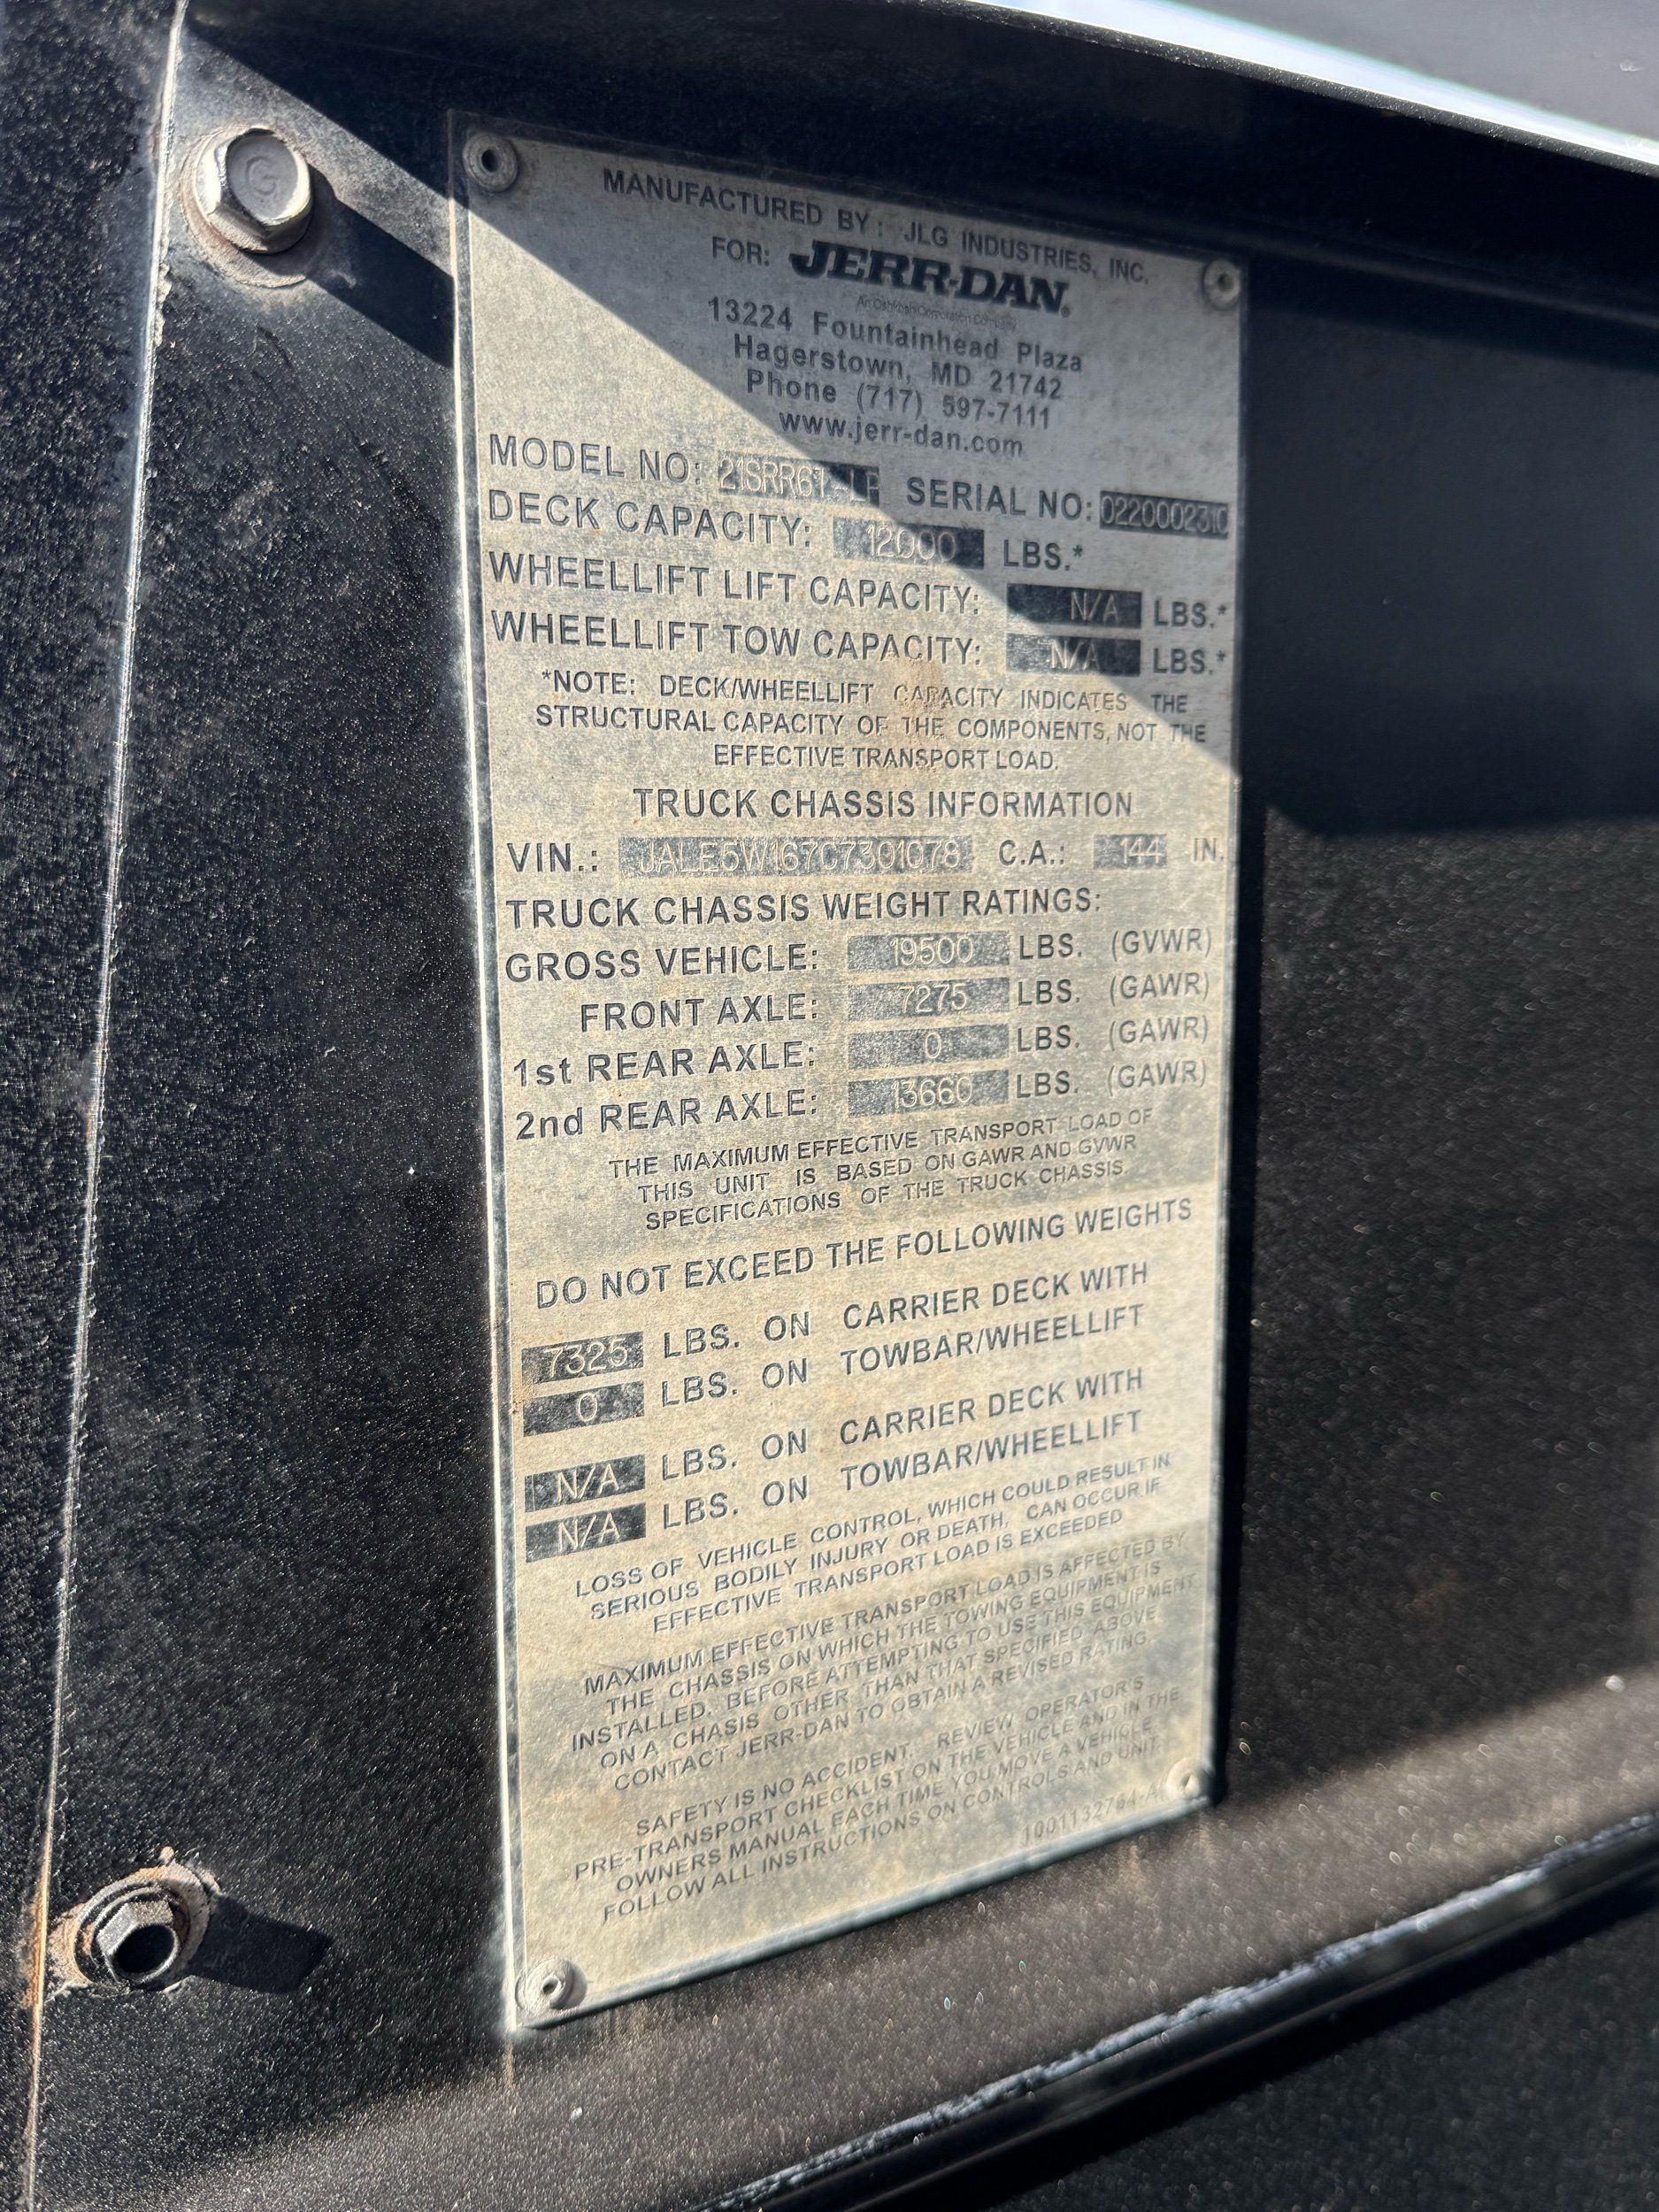 G
MANUFACTURED BY: JLG INDUSTRIES, INC.
FOR: JERR-DAN®
An Oshkosh Corporation Company
13224 Fountainhead Plaza
Hagerstown, MD 21742
Phone (717) 597-7111
www.jerr-dan.com
MODEL NO: 21SRR6T-LP SERIAL NO: 0220002310
DECK CAPACITY: 12000 LBS.*
WHEELLIFT LIFT CAPACITY: N/A LBS.*
WHEELLIFT TOW CAPACITY: N/A LBS.*
*NOTE: DECK/WHEELLIFT CAPACITY INDICATES THE
STRUCTURAL CAPACITY OF THE COMPONENTS, NOT THE
EFFECTIVE TRANSPORT LOAD.
TRUCK CHASSIS INFORMATION
VIN.: JALE5W167C7301078 C.A.: 144 IN.
TRUCK CHASSIS WEIGHT RATINGS:
GROSS VEHICLE: 19500 LBS. (GVWR)
FRONT AXLE: 7275 LBS. (GAWR)
1st REAR AXLE: 0 LBS. (GAWR)
2nd REAR AXLE: 13660 LBS. (GAWR)
THE MAXIMUM EFFECTIVE TRANSPORT LOAD OF
THIS UNIT IS BASED ON GAWR AND GVWR
SPECIFICATIONS OF THE TRUCK CHASSIS
DO NOT EXCEED THE FOLLOWING WEIGHTS
7325 LBS. ON CARRIER DECK WITH
0 LBS. ON TOWBAR/WHEELLIFT
N/A LBS. ON CARRIER DECK WITH
N/A LBS. ON TOWBAR/WHEELLIFT
LOSS OF VEHICLE CONTROL, WHICH COULD RESULT IN
SERIOUS BODILY INJURY OR DEATH, CAN OCCUR IF
EFFECTIVE TRANSPORT LOAD IS EXCEEDED
MAXIMUM EFFECTIVE TRANSPORT LOAD IS AFFECTED BY
THE CHASSIS ON WHICH THE TOWING EQUIPMENT IS
INSTALLED. BEFORE ATTEMPTING TO USE THIS EQUIPMENT
ON A CHASIS OTHER THAN THAT SPECIFIED ABOVE
CONTACT JERR-DAN TO OBTAIN A REVISED RATING.
SAFETY IS NO ACCIDENT. REVIEW OPERATOR'S
PRE-TRANSPORT CHECKLIST ON THE VEHICLE AND IN THE
OWNERS MANUAL EACH TIME YOU MOVE A VEHICLE
FOLLOW ALL INSTRUCTIONS ON CONTROLS AND UNIT.
1001132764-A